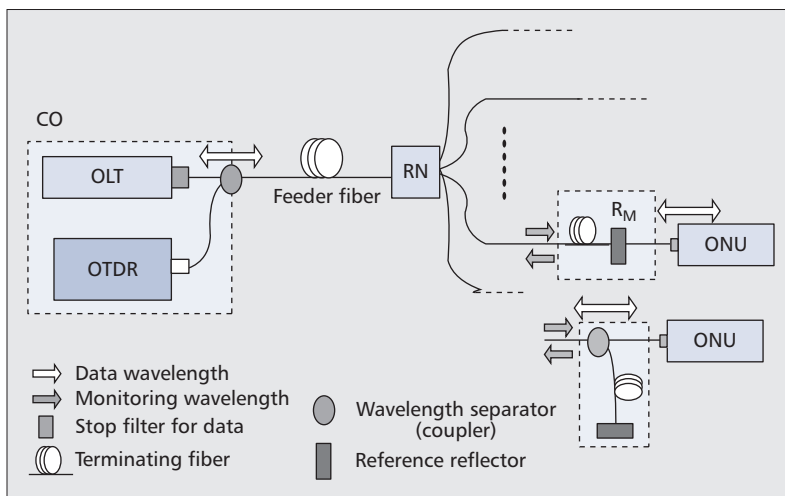 CO
OLT
OTDR
Feeder fiber
RN
R_M
ONU
ONU
Data wavelength
Monitoring wavelength
Stop filter for data
Terminating fiber
Wavelength separator
(coupler)
Reference reflector